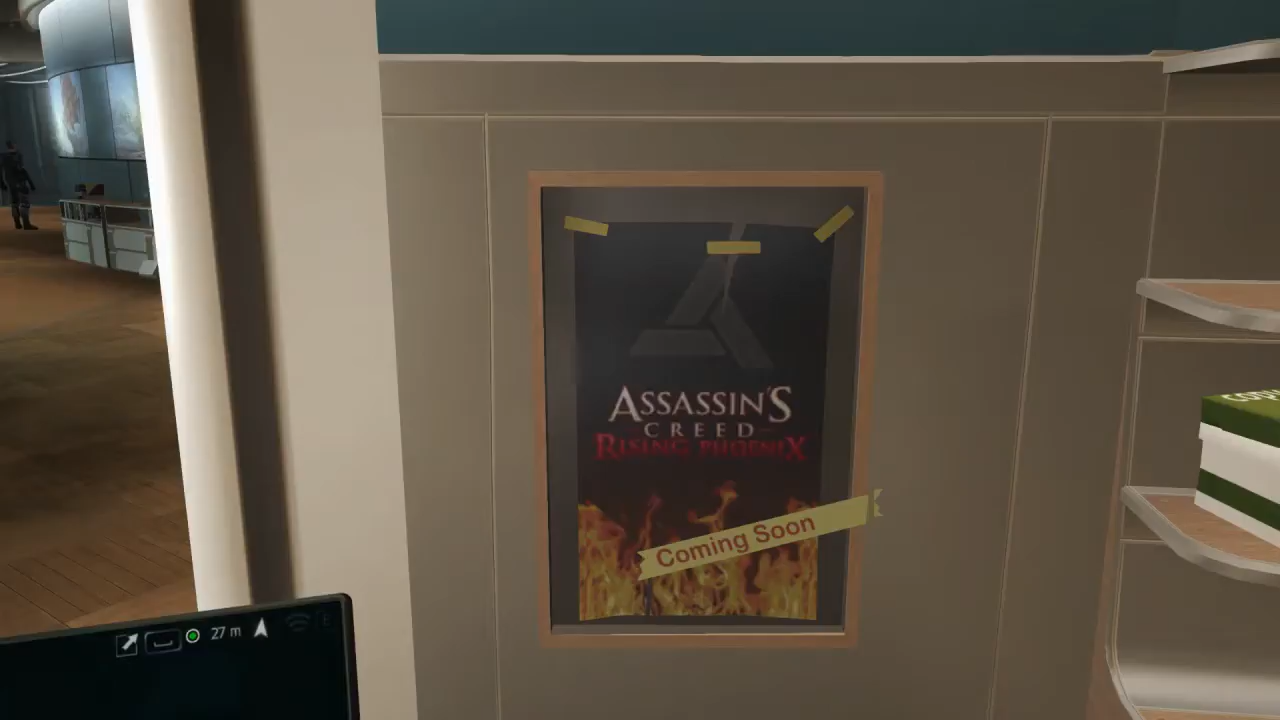 ASSASSIN'S
CREED
RISING PHOENIX
Coming Soon
27 m